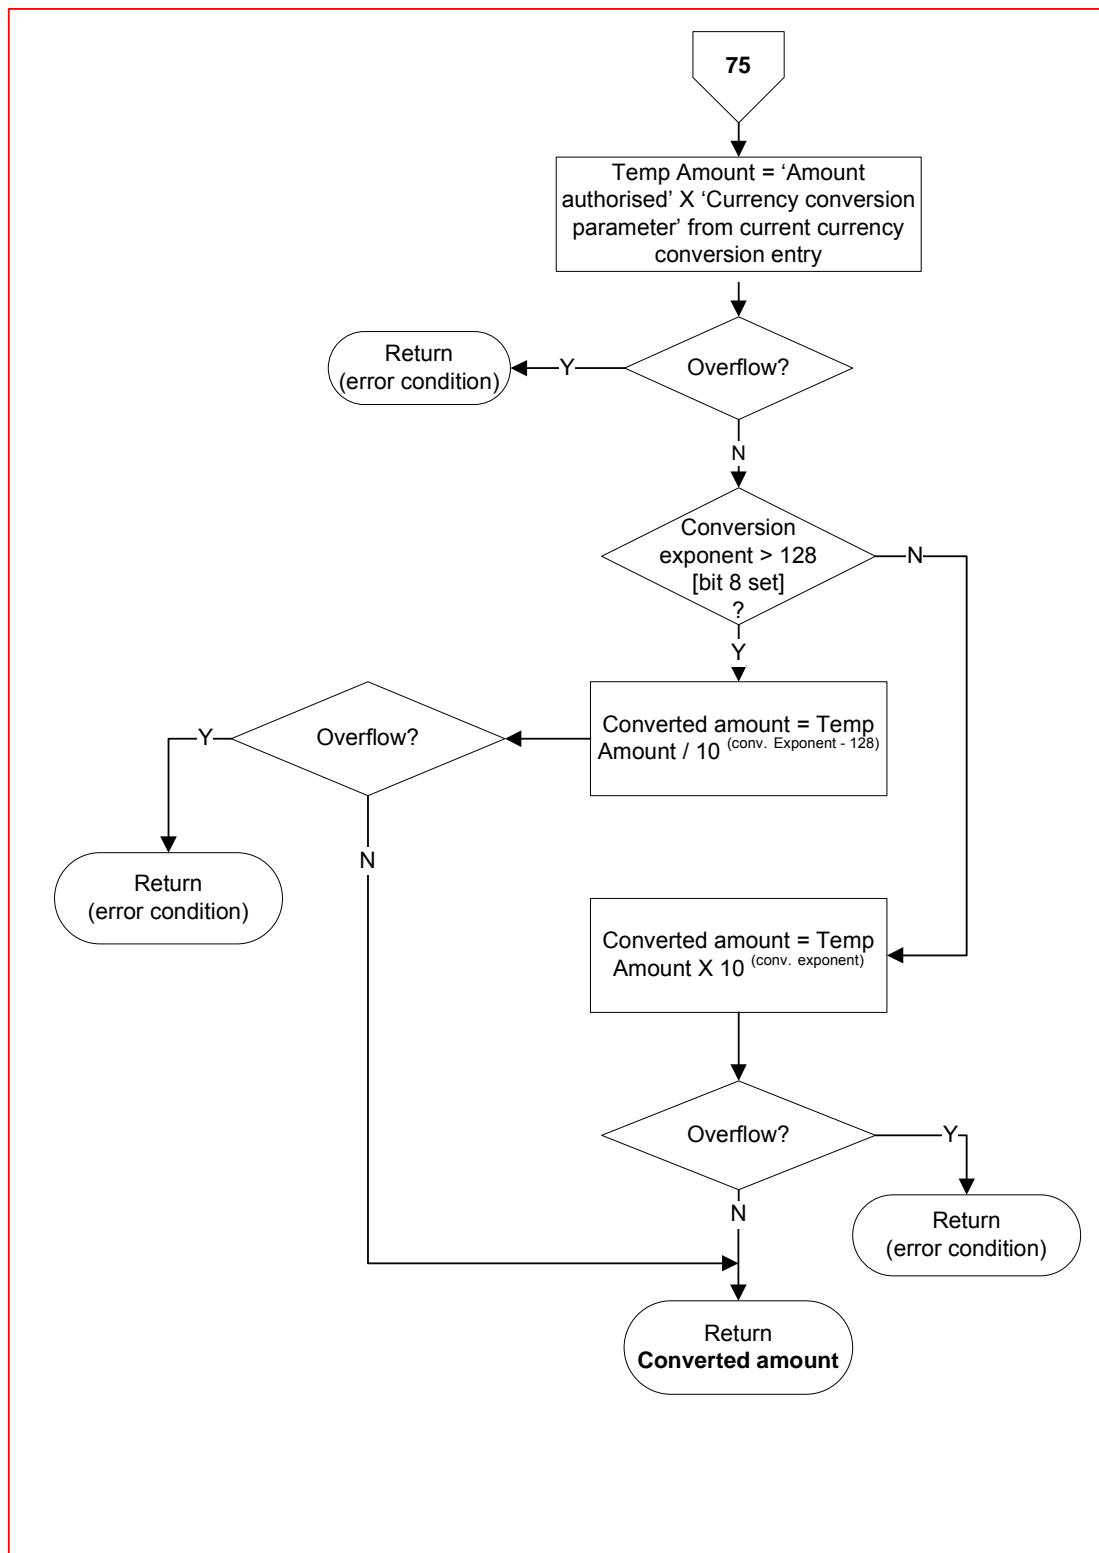 75
Temp Amount = ‘Amount
authorised’ X ‘Currency conversion
parameter’ from current currency
conversion entry
Overflow?
Y
Return
(error condition)
N
Conversion
exponent > 128
[bit 8 set]
?
N
Y
Converted amount = Temp
Amount / 10 (conv. Exponent - 128)
Overflow?
Y
Return
(error condition)
N
Converted amount = Temp
Amount X 10 (conv. exponent)
Overflow?
Y
Return
(error condition)
N
Return
Converted amount